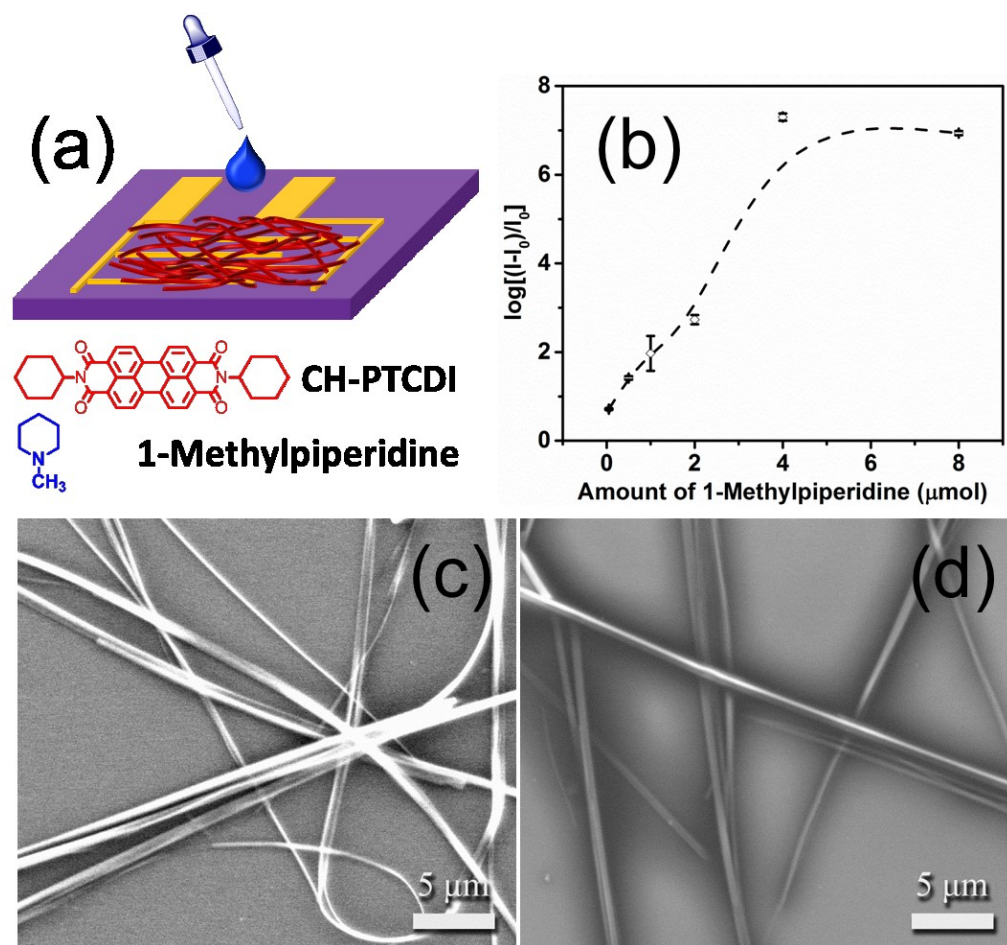 (a)
O
O
N
N
O
O
CH-PTCDI
N
CH₃
1-Methylpiperidine
(b)
log[(I-I₀)/I₀]
8
6
4
2
0
0
2
4
6
8
Amount of 1-Methylpiperidine (μmol)
(c)
5 μm
(d)
5 μm